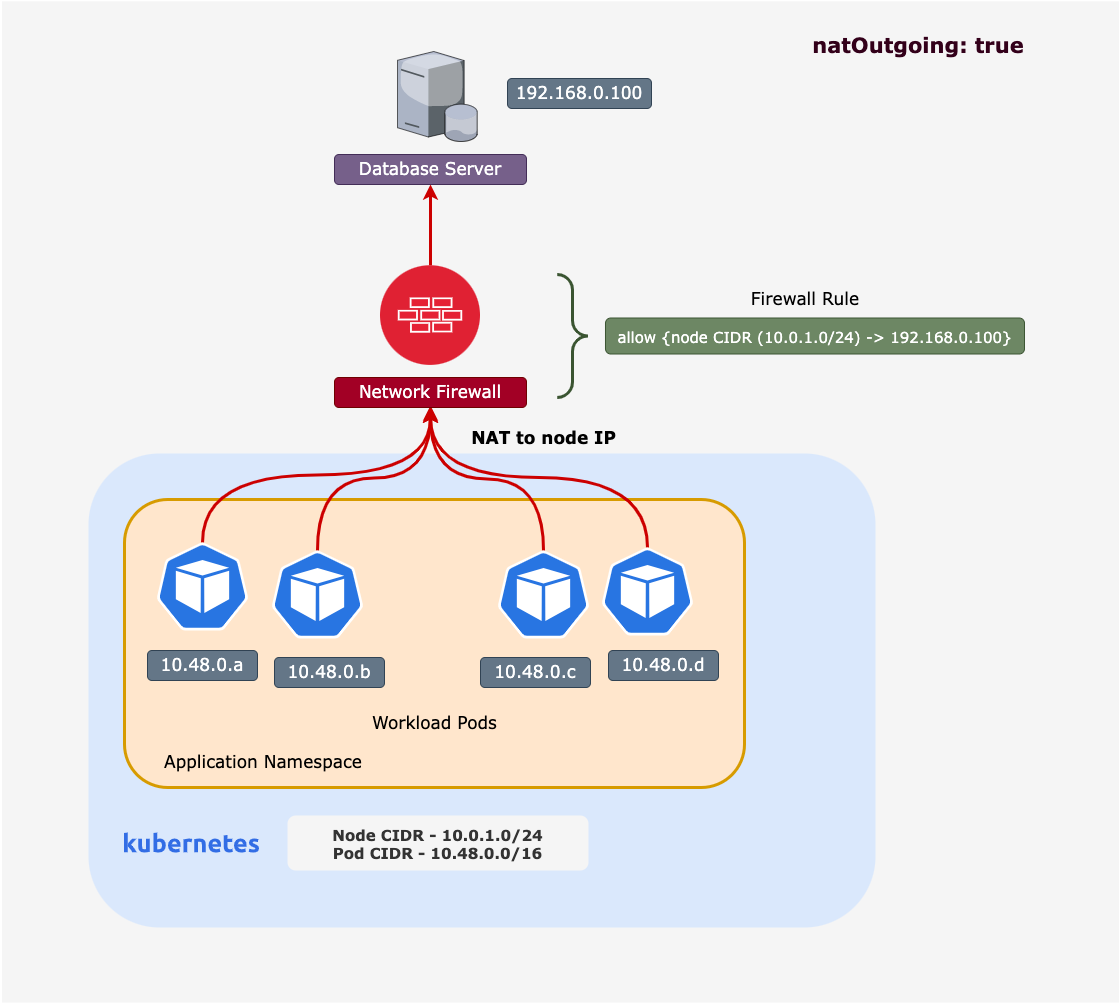 natOutgoing: true
192.168.0.100
Database Server
Firewall Rule
allow {node CIDR (10.0.1.0/24) -> 192.168.0.100}
Network Firewall
NAT to node IP
10.48.0.a
10.48.0.b
10.48.0.c
10.48.0.d
Workload Pods
Application Namespace
kubernetes
Node CIDR - 10.0.1.0/24
Pod CIDR - 10.48.0.0/16